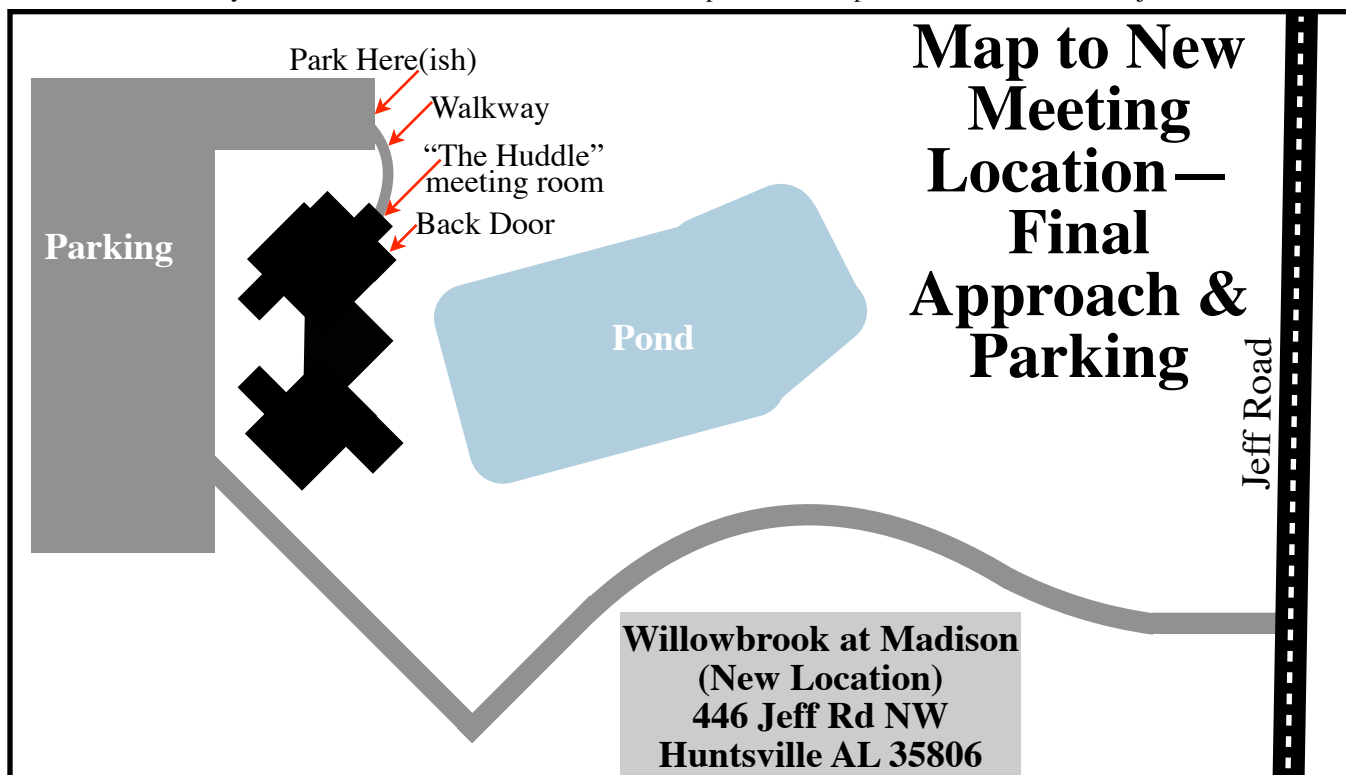 Park Here(ish)
Walkway
“The Huddle”
meeting room
Back Door
Parking
Pond
Map to New
Meeting
Location—
Final
Approach &
Parking
Jeff Road
Willowbrook at Madison
(New Location)
446 Jeff Rd NW
Huntsville AL 35806